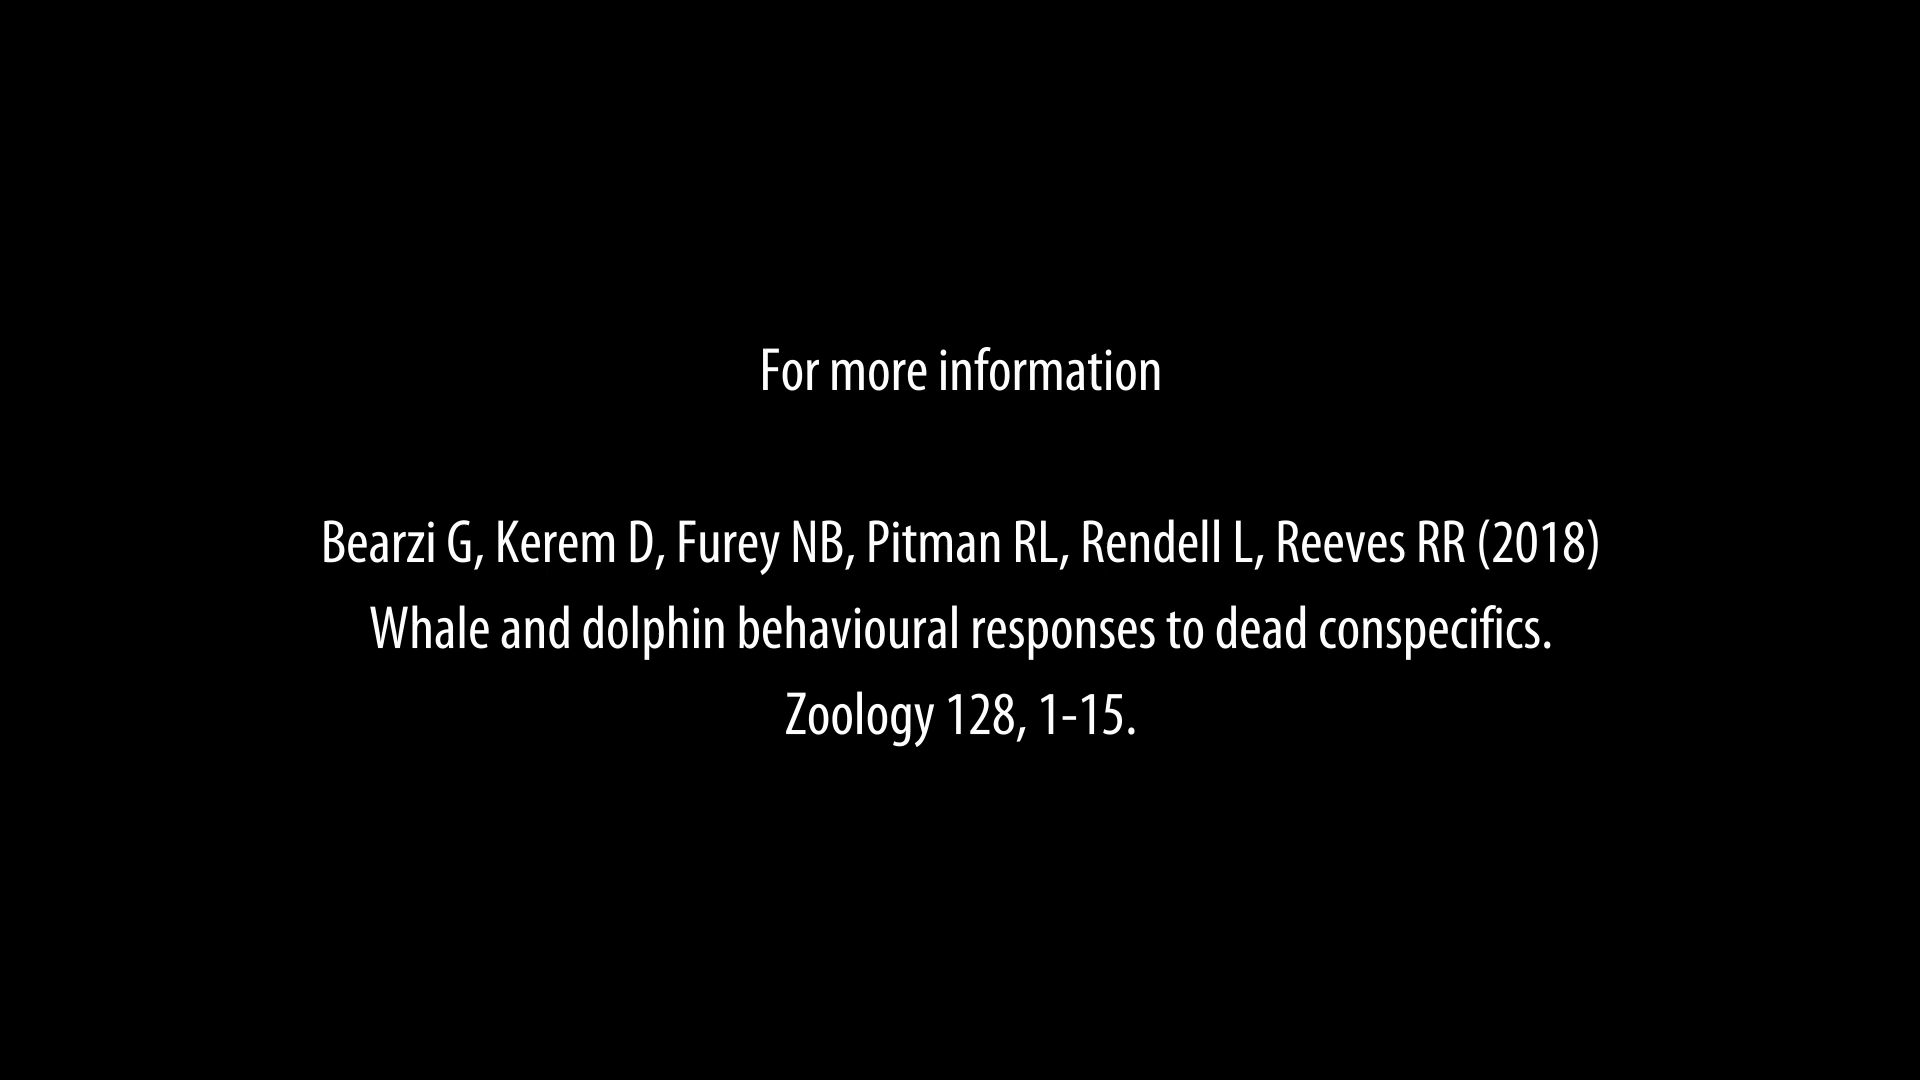 For more information
Bearzi G, Kerem D, Furey NB, Pitman RL, Rendell L, Reeves RR (2018)
Whale and dolphin behavioural responses to dead conspecifics.
Zoology 128, 1-15.